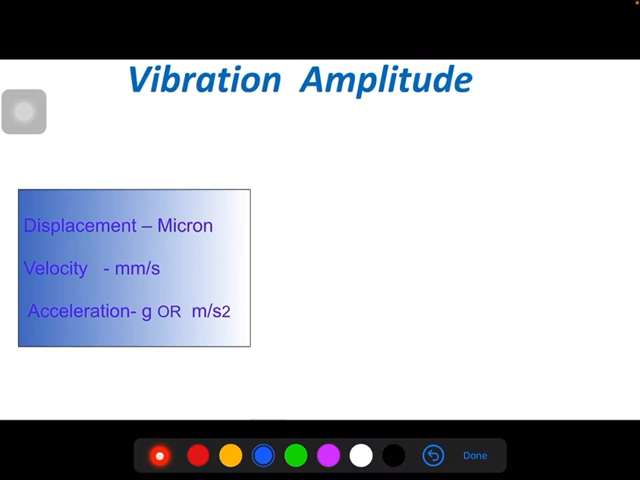 Vibration Amplitude
Displacement – Micron
Velocity - mm/s
Acceleration- g OR m/s2
Done